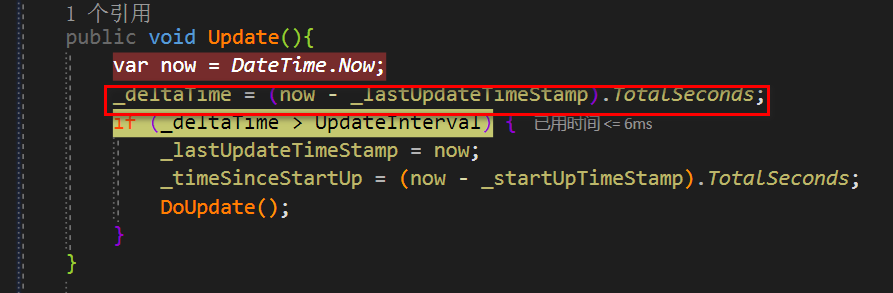 1 个引用
public void Update(){
var now = DateTime.Now;
_deltaTime = (now - _lastUpdateTimeStamp).TotalSeconds;
if (_deltaTime > UpdateInterval) { 已用时间 <= 6ms
_lastUpdateTimeStamp = now;
_timeSinceStartUp = (now - _startUpTimeStamp).TotalSeconds;
DoUpdate();
}
}